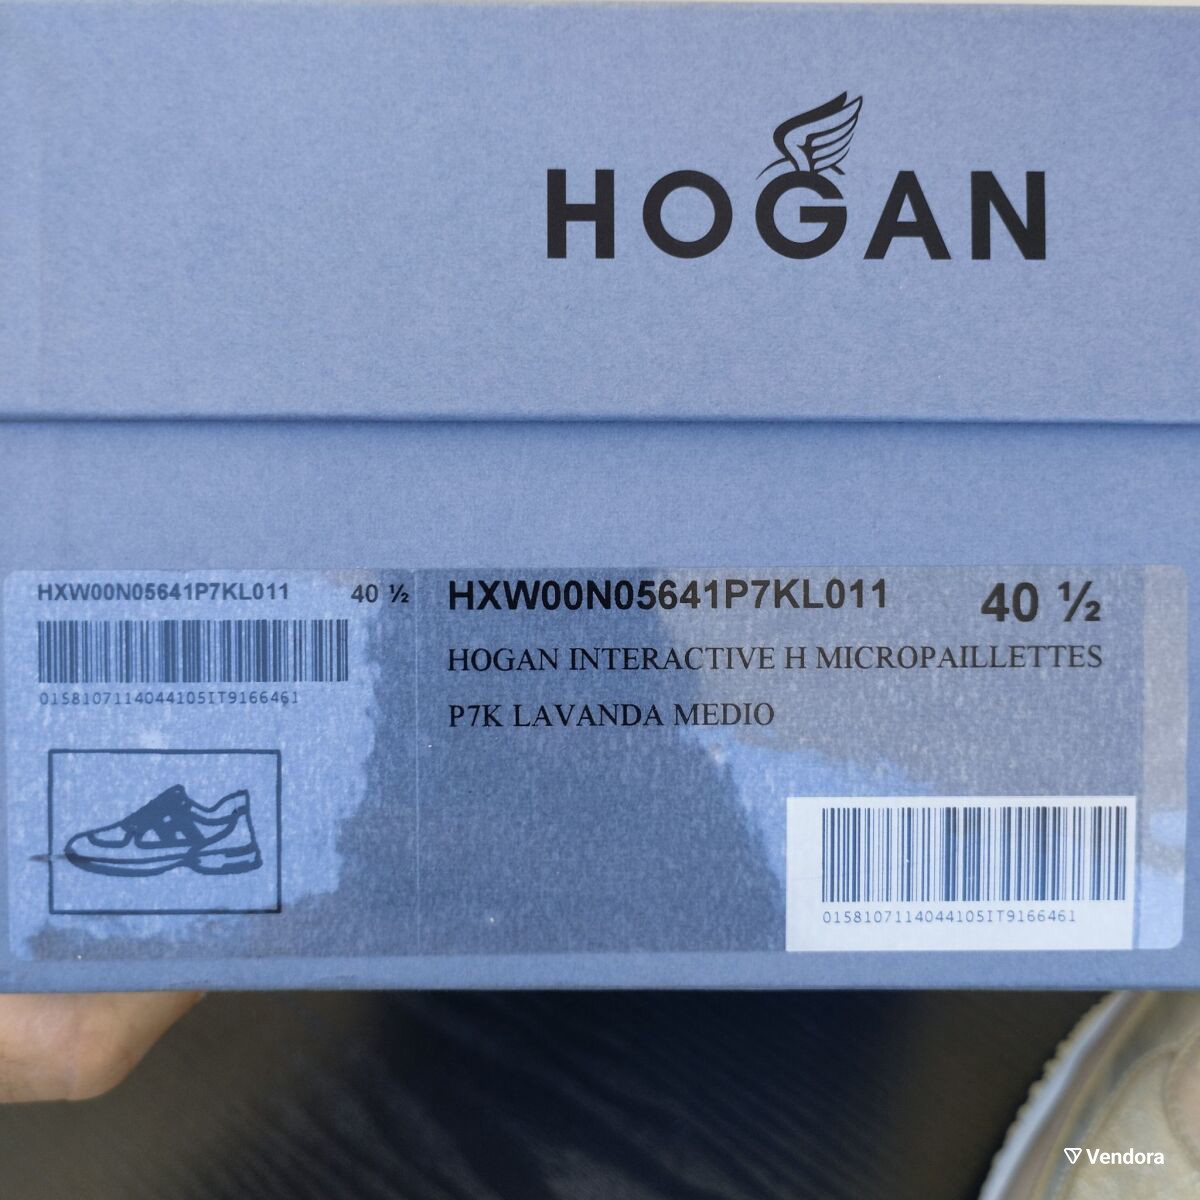 HOGAN
HXW00N05641P7KL011 40 ½
0158107114044105IT9166461
HXW00N05641P7KL011 40 ½
HOGAN INTERACTIVE H MICROPAILLETTES
P7K LAVANDA MEDIO
0158107114044105IT9166461
Vendora